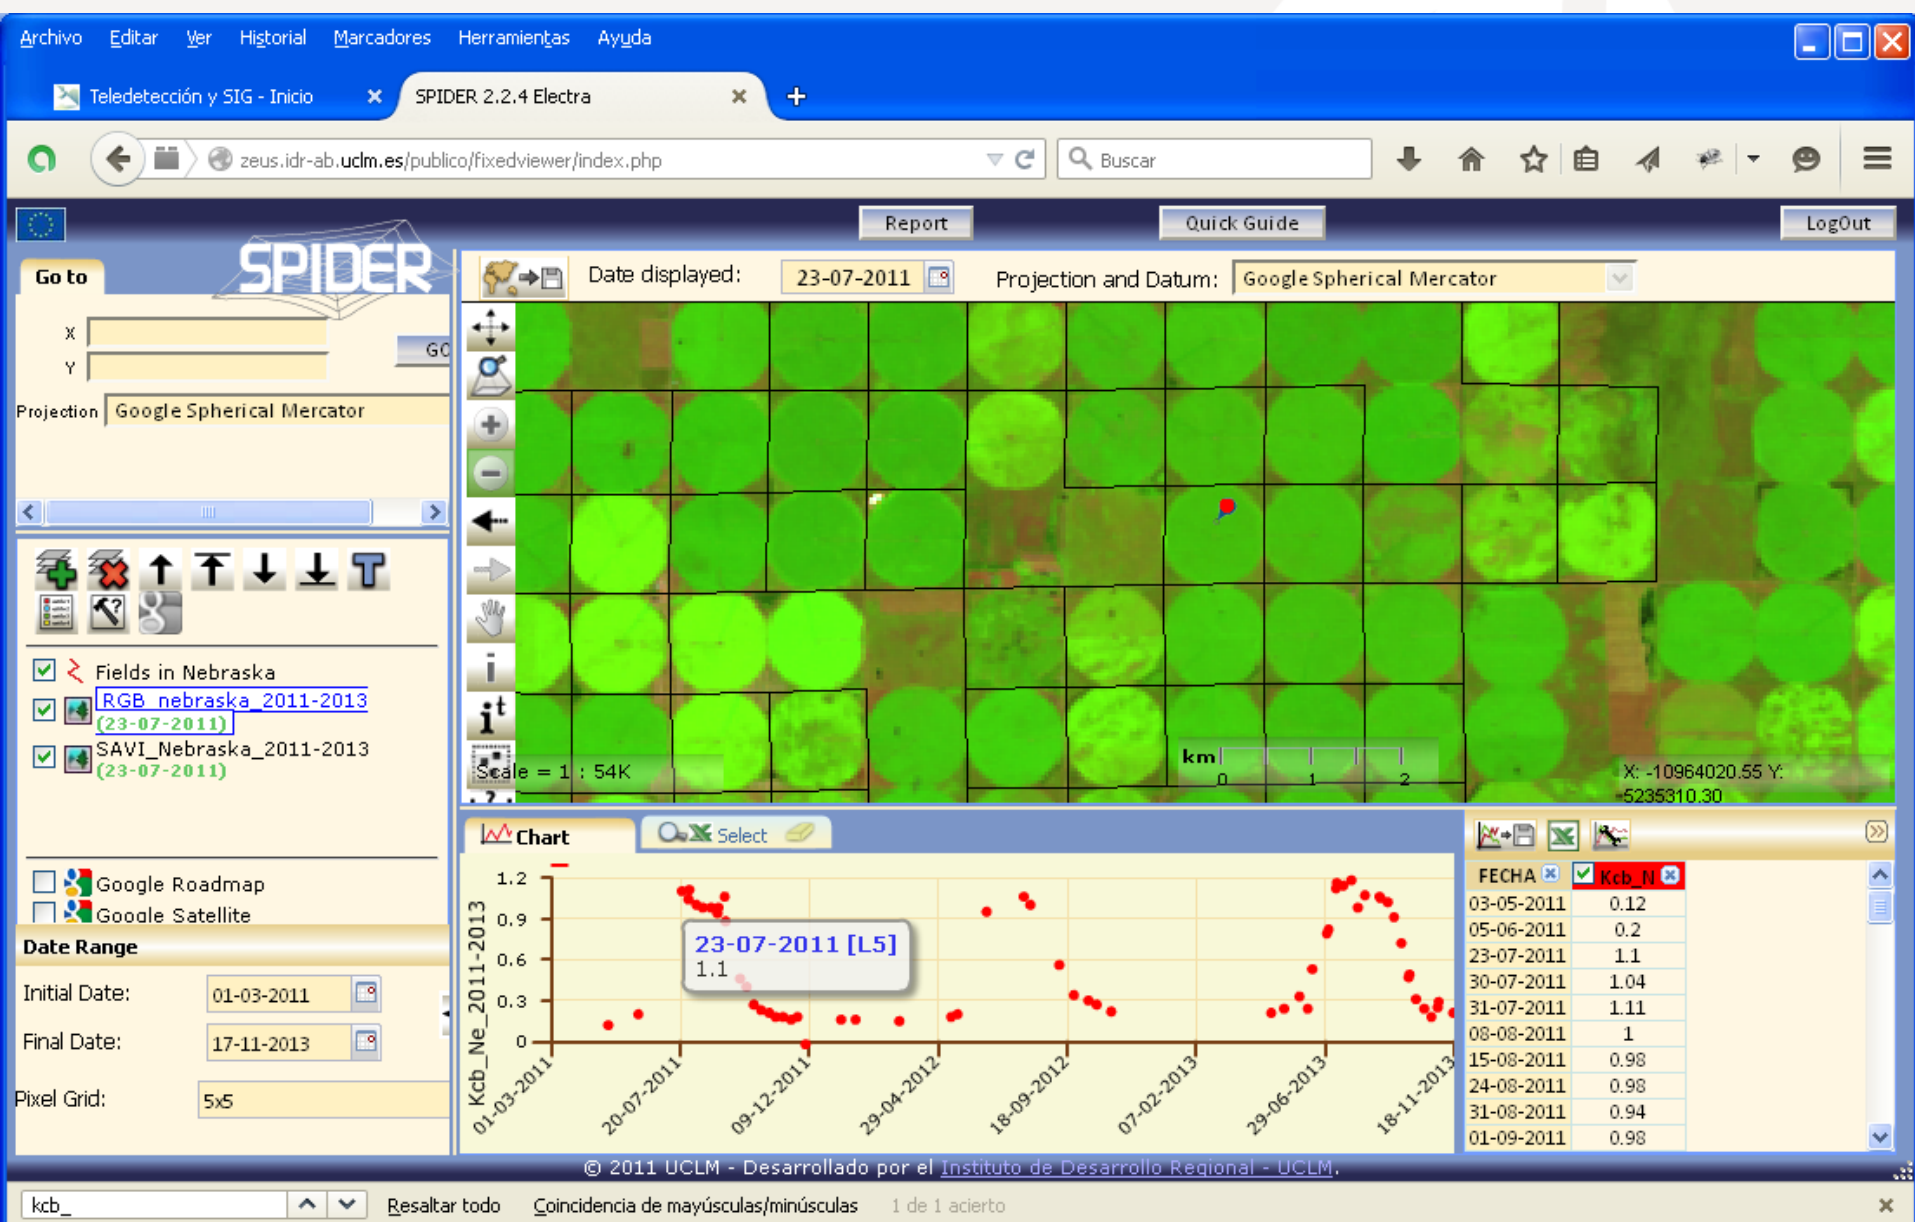 Archivo Editar Ver Historial Marcadores Herramientas Ayuda
Teledetección y SIG - Inicio
SPIDER 2.2.4 Electra
zeus.idr-ab.uclm.es/publico/fixedviewer/index.php
Buscar
Report
Quick Guide
LogOut
SPIDER
Go to
X
Y
GO
Projection Google Spherical Mercator
Date displayed: 23-07-2011
Projection and Datum: Google Spherical Mercator
Fields in Nebraska
RGB_nebraska_2011-2013
(23-07-2011)
SAVI_Nebraska_2011-2013
(23-07-2011)
Google Roadmap
Google Satellite
Date Range
Initial Date: 01-03-2011
Final Date: 17-11-2013
Pixel Grid: 5x5
Scale = 1 : 54K
km
0 1 2
X: -10964020.55 Y:
5235310.30
Chart
Select
Kcb_Ne_2011-2013
1.2
0.9
0.6
0.3
0
01-03-2011
20-07-2011
09-12-2011
29-04-2012
18-09-2012
07-02-2013
29-06-2013
18-11-2013
23-07-2011 [L5]
1.1
FECHA Kcb_N
03-05-2011 0.12
05-06-2011 0.2
23-07-2011 1.1
30-07-2011 1.04
31-07-2011 1.11
08-08-2011 1
15-08-2011 0.98
24-08-2011 0.98
31-08-2011 0.94
01-09-2011 0.98
© 2011 UCLM - Desarrollado por el Instituto de Desarrollo Regional - UCLM.
kcb_
Resaltar todo
Coincidencia de mayúsculas/minúsculas
1 de 1 acierto